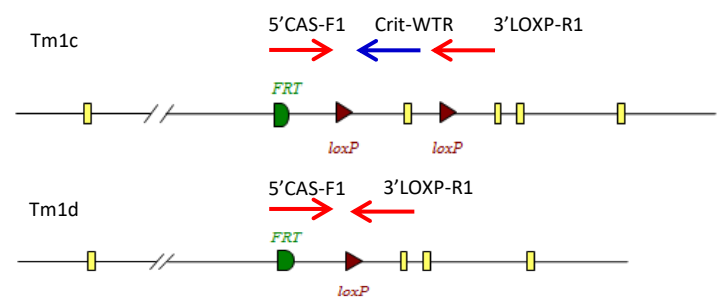 5'CAS-F1 Crit-WTR 3'LOXP-R1
Tm1c
FRT
loxP loxP
5'CAS-F1 3'LOXP-R1
Tm1d
FRT
loxP